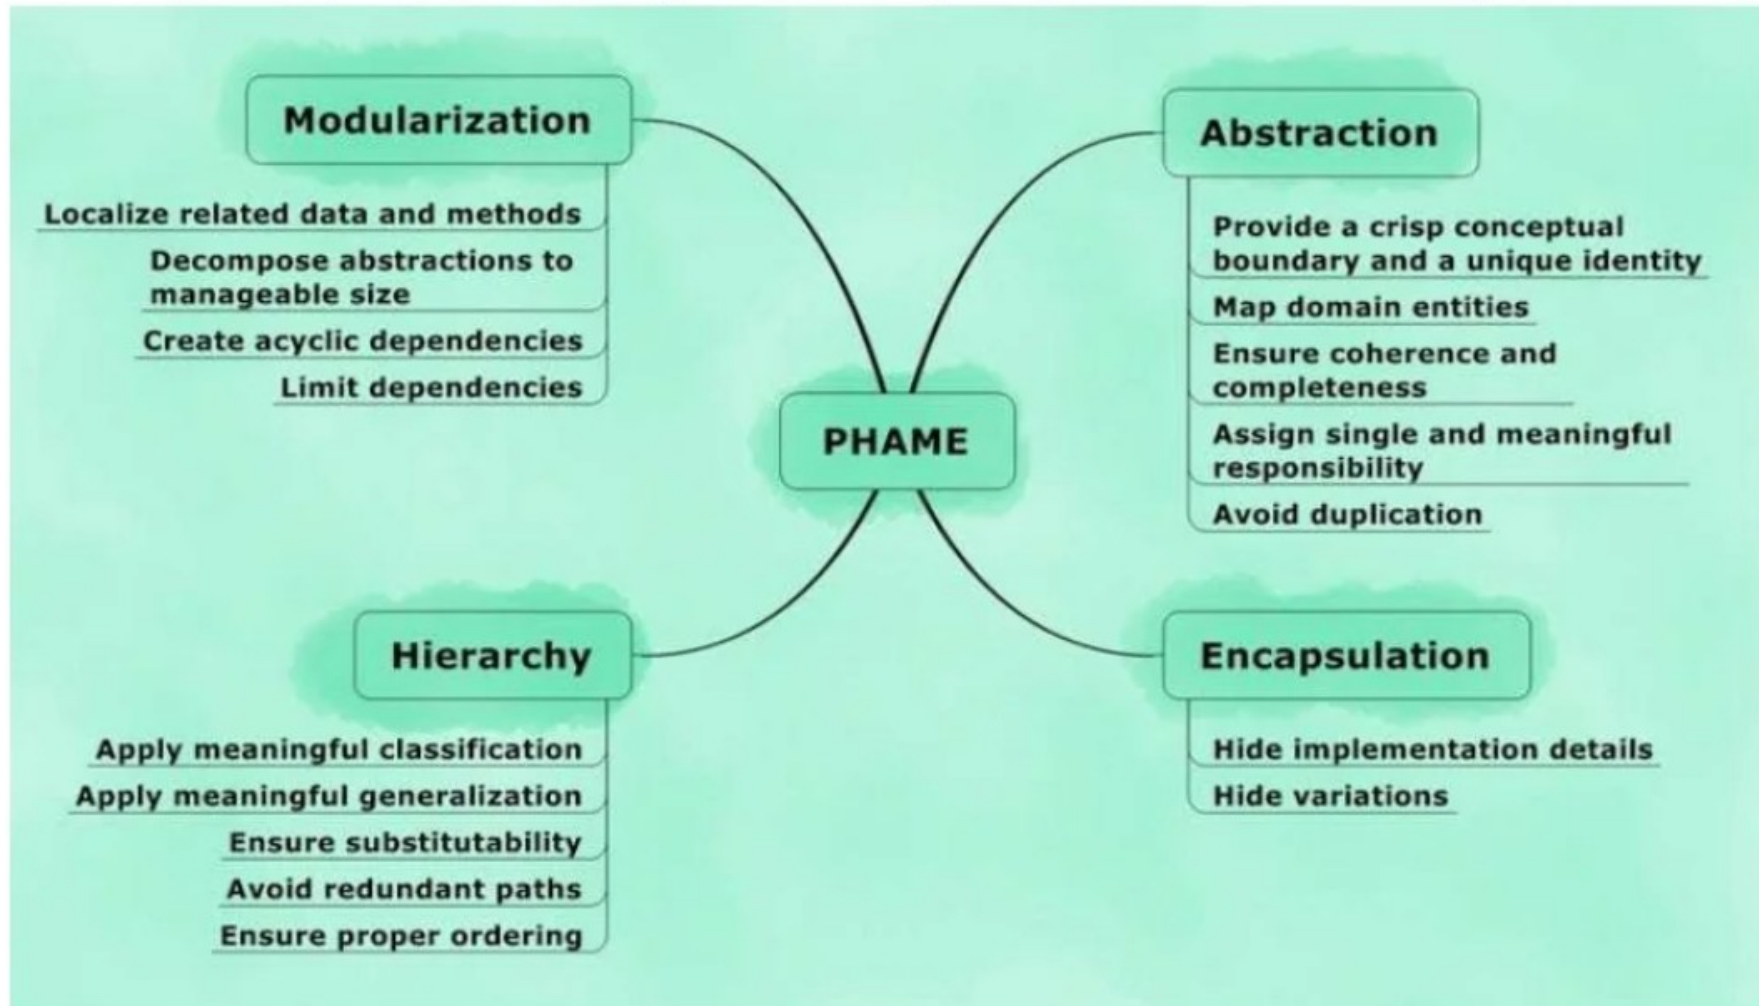 Modularization
Localize related data and methods
Decompose abstractions to
manageable size
Create acyclic dependencies
Limit dependencies
Abstraction
Provide a crisp conceptual
boundary and a unique identity
Map domain entities
Ensure coherence and
completeness
Assign single and meaningful
responsibility
Avoid duplication
PHAME
Hierarchy
Apply meaningful classification
Apply meaningful generalization
Ensure substitutability
Avoid redundant paths
Ensure proper ordering
Encapsulation
Hide implementation details
Hide variations